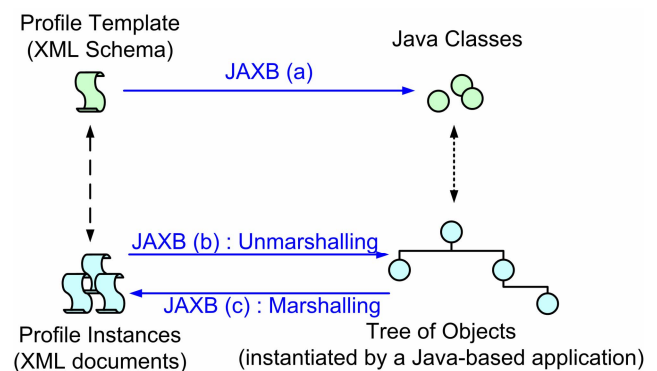 Profile Template
(XML Schema)
Java Classes
JAXB (a)
JAXB (b) : Unmarshalling
JAXB (c) : Marshalling
Profile Instances
(XML documents)
Tree of Objects
(instantiated by a Java-based application)